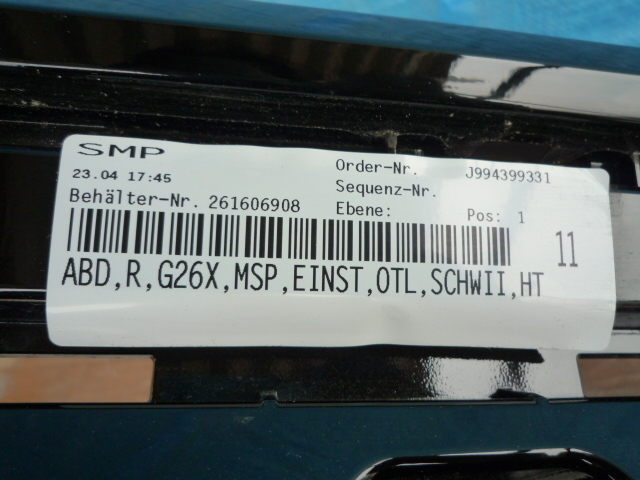 SMP
23.04 17:45
Order-Nr. J994399331
Sequenz-Nr.
Behälter-Nr. 261606908
Ebene: Pos: 1
11
ABD,R,G26X,MSP,EINST,OTL,SCHWII,HT